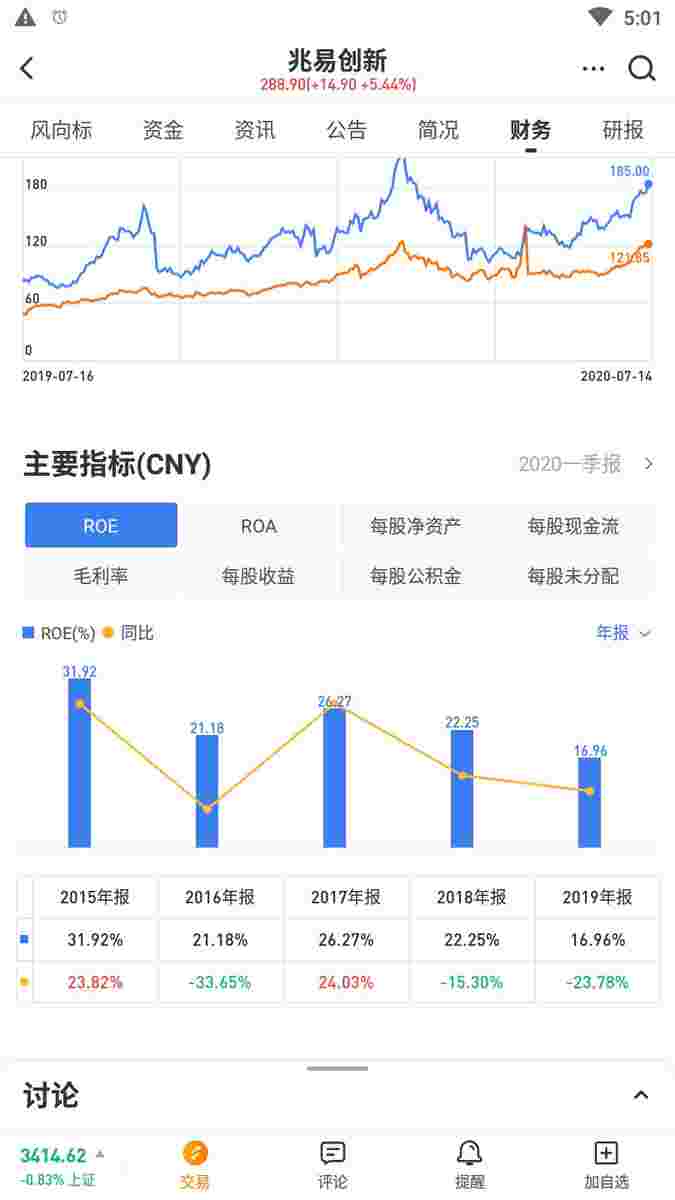 5:01
兆易创新
288.90(+14.90 +5.44%)
风向标 资金 资讯 公告 简况 财务 研报
180
185.00
120
121.85
60
0
2019-07-16 2020-07-14
主要指标(CNY) 2020一季报
ROE ROA 每股净资产 每股现金流
毛利率 每股收益 每股公积金 每股未分配
ROE(%) 同比 年报
31.92
21.18
26.27
22.25
16.96
2015年报 2016年报 2017年报 2018年报 2019年报
31.92% 21.18% 26.27% 22.25% 16.96%
23.82% -33.65% 24.03% -15.30% -23.78%
讨论
3414.62
-0.83% 上证
交易 评论 提醒 加自选